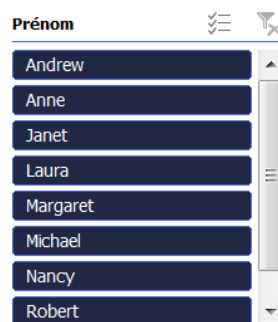 Prénom
Andrew
Anne
Janet
Laura
Margaret
Michael
Nancy
Robert